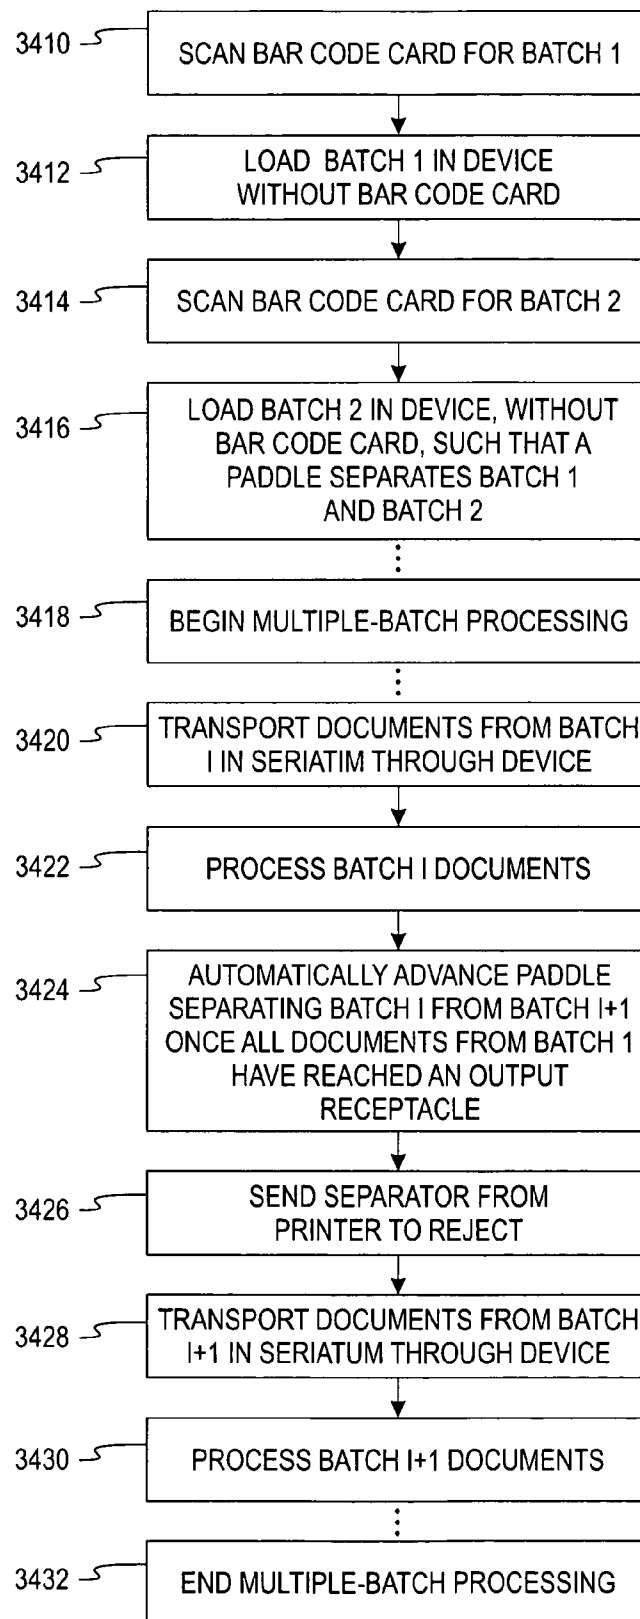 3410
SCAN BAR CODE CARD FOR BATCH 1
3412
LOAD BATCH 1 IN DEVICE
WITHOUT BAR CODE CARD
3414
SCAN BAR CODE CARD FOR BATCH 2
3416
LOAD BATCH 2 IN DEVICE, WITHOUT
BAR CODE CARD, SUCH THAT A
PADDLE SEPARATES BATCH 1
AND BATCH 2
3418
BEGIN MULTIPLE-BATCH PROCESSING
3420
TRANSPORT DOCUMENTS FROM BATCH
I IN SERIATIM THROUGH DEVICE
3422
PROCESS BATCH I DOCUMENTS
3424
AUTOMATICALLY ADVANCE PADDLE
SEPARATING BATCH I FROM BATCH I+1
ONCE ALL DOCUMENTS FROM BATCH 1
HAVE REACHED AN OUTPUT
RECEPTACLE
3426
SEND SEPARATOR FROM
PRINTER TO REJECT
3428
TRANSPORT DOCUMENTS FROM BATCH
I+1 IN SERIATUM THROUGH DEVICE
3430
PROCESS BATCH I+1 DOCUMENTS
3432
END MULTIPLE-BATCH PROCESSING